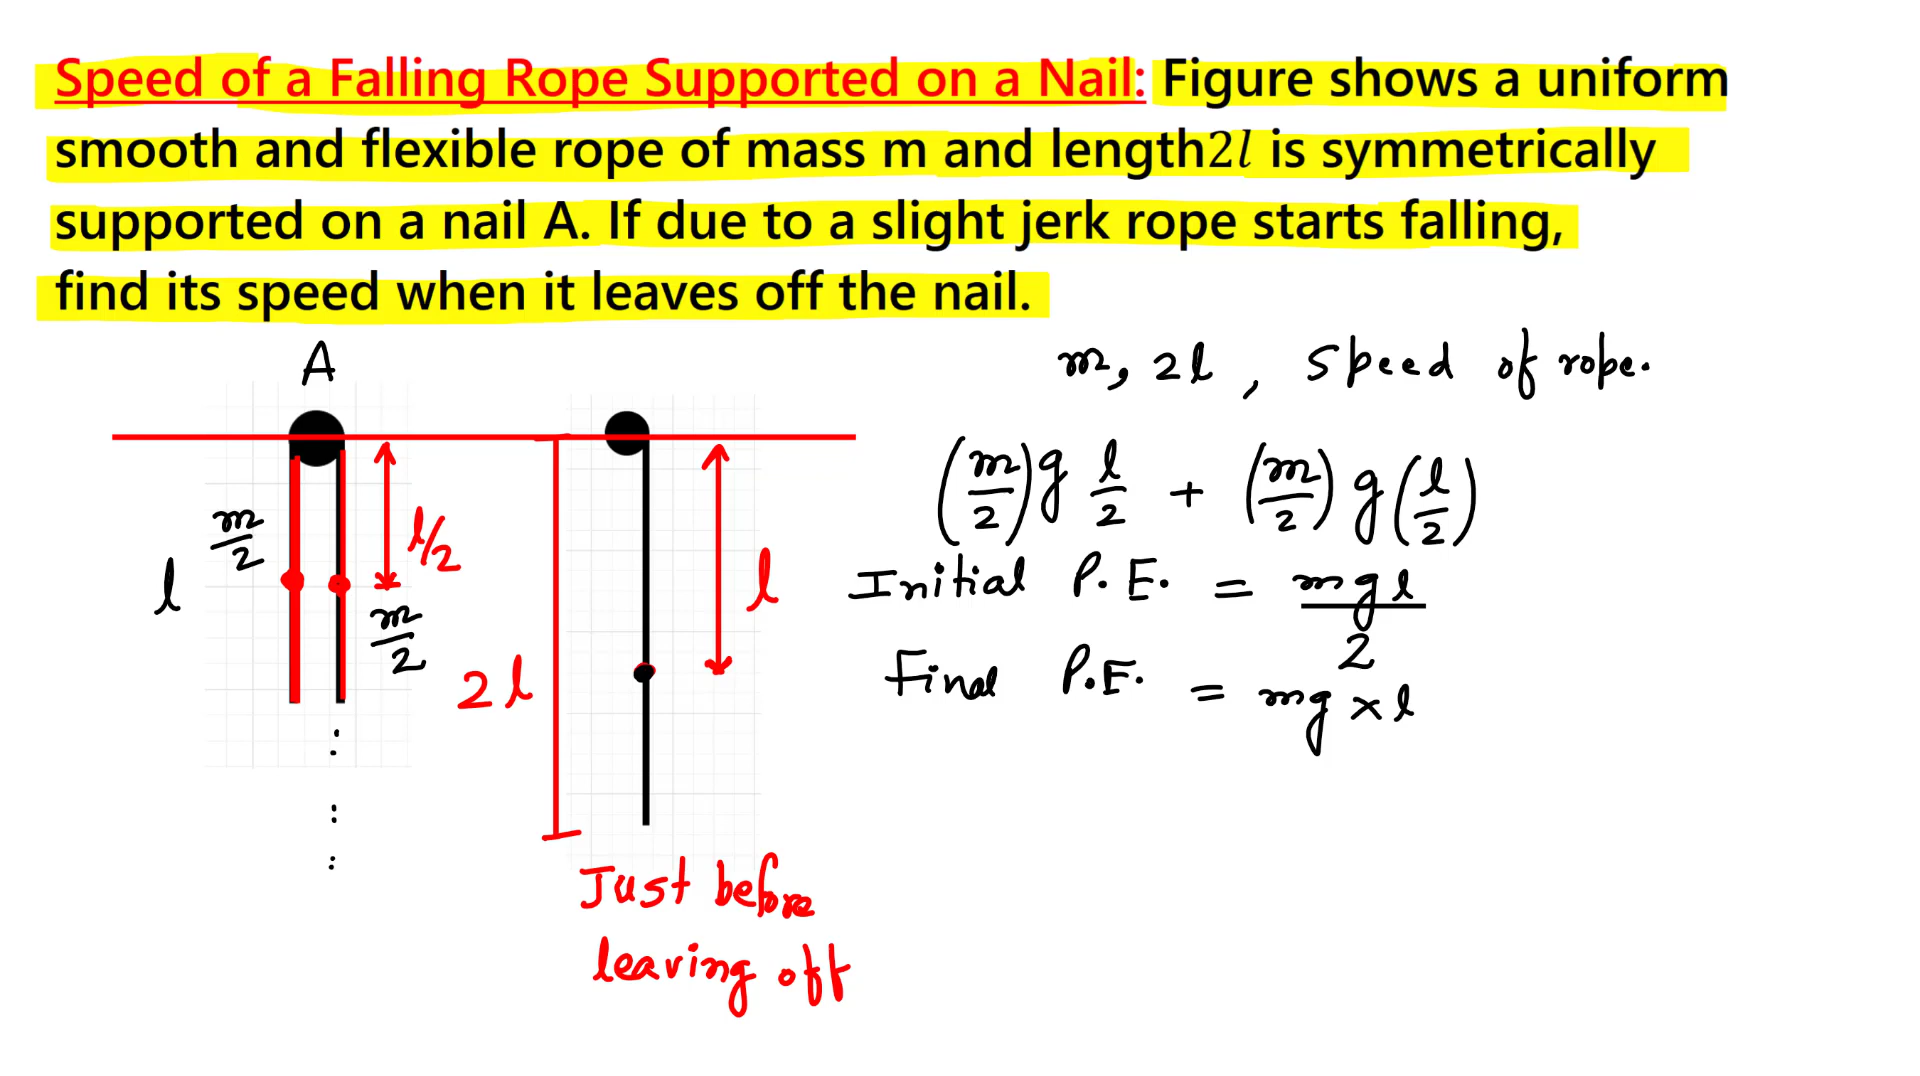 Speed of a Falling Rope Supported on a Nail: Figure shows a uniform
smooth and flexible rope of mass m and length2l is symmetrically
supported on a nail A. If due to a slight jerk rope starts falling,
find its speed when it leaves off the nail.
A
m, 2l, Speed of rope.
(m/2)g l/2 + (m/2) g(l/2)
m/2
l/2
l
l
m/2
2l
Initial P.E. = mgl/2
Final P.E. = mg × l
Just before
leaving off